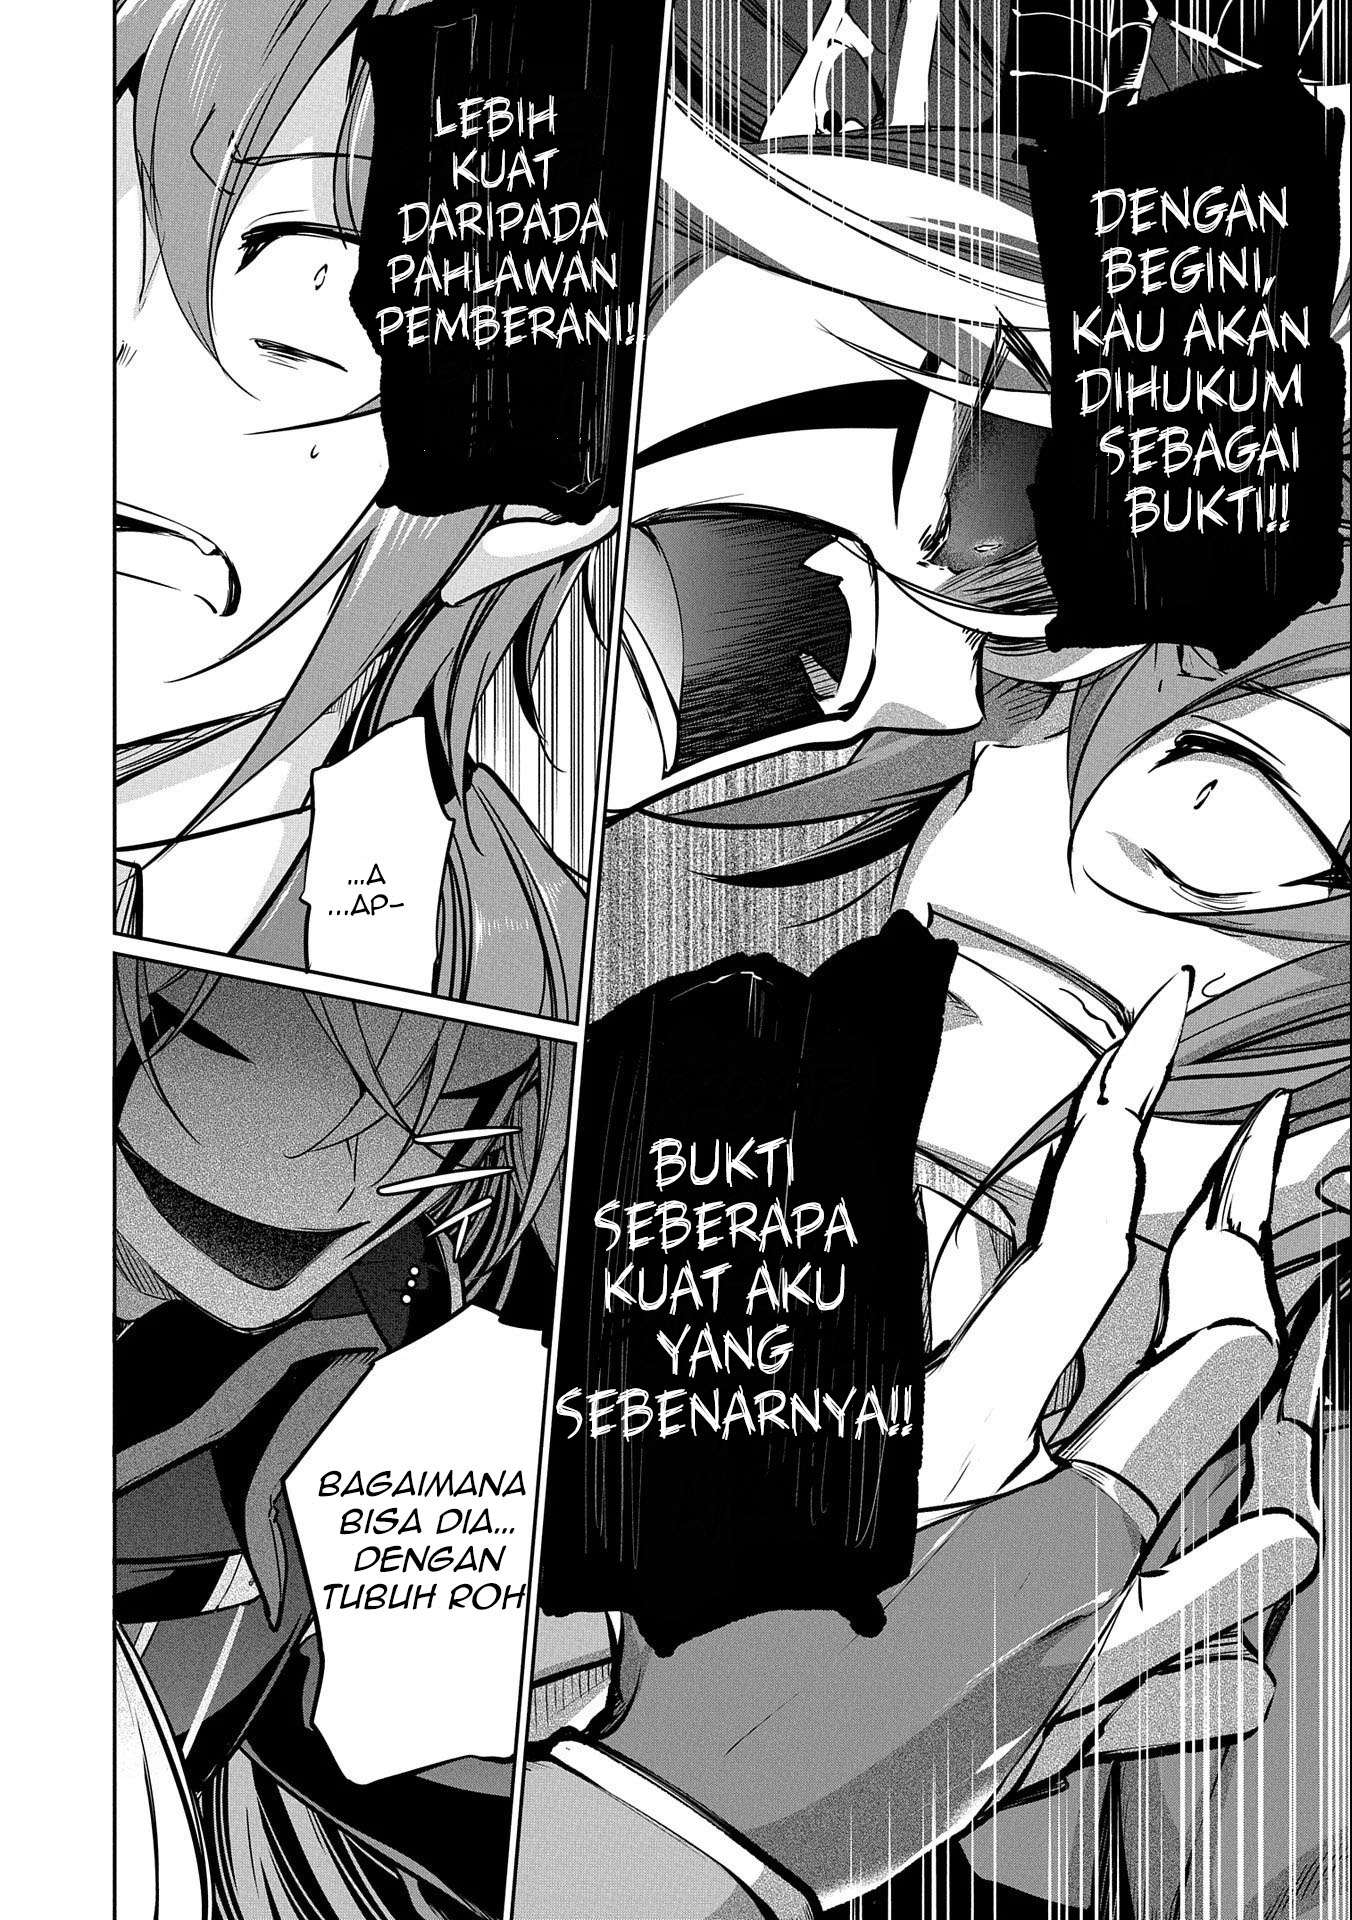 DENGAN
BEGINI,
KAU AKAN
DIHUKUM
SEBAGAI
BUKTI!!
BUKTI
SEBERAPA
KUAT AKU
YANG
SEBENARNYA!!
LEBIH
KUAT
DARIPADA
PAHLAWAN
PEMBERANI!!
...A
...AP-
BAGAIMANA
BISA DIA...
DENGAN
TUBUH ROH